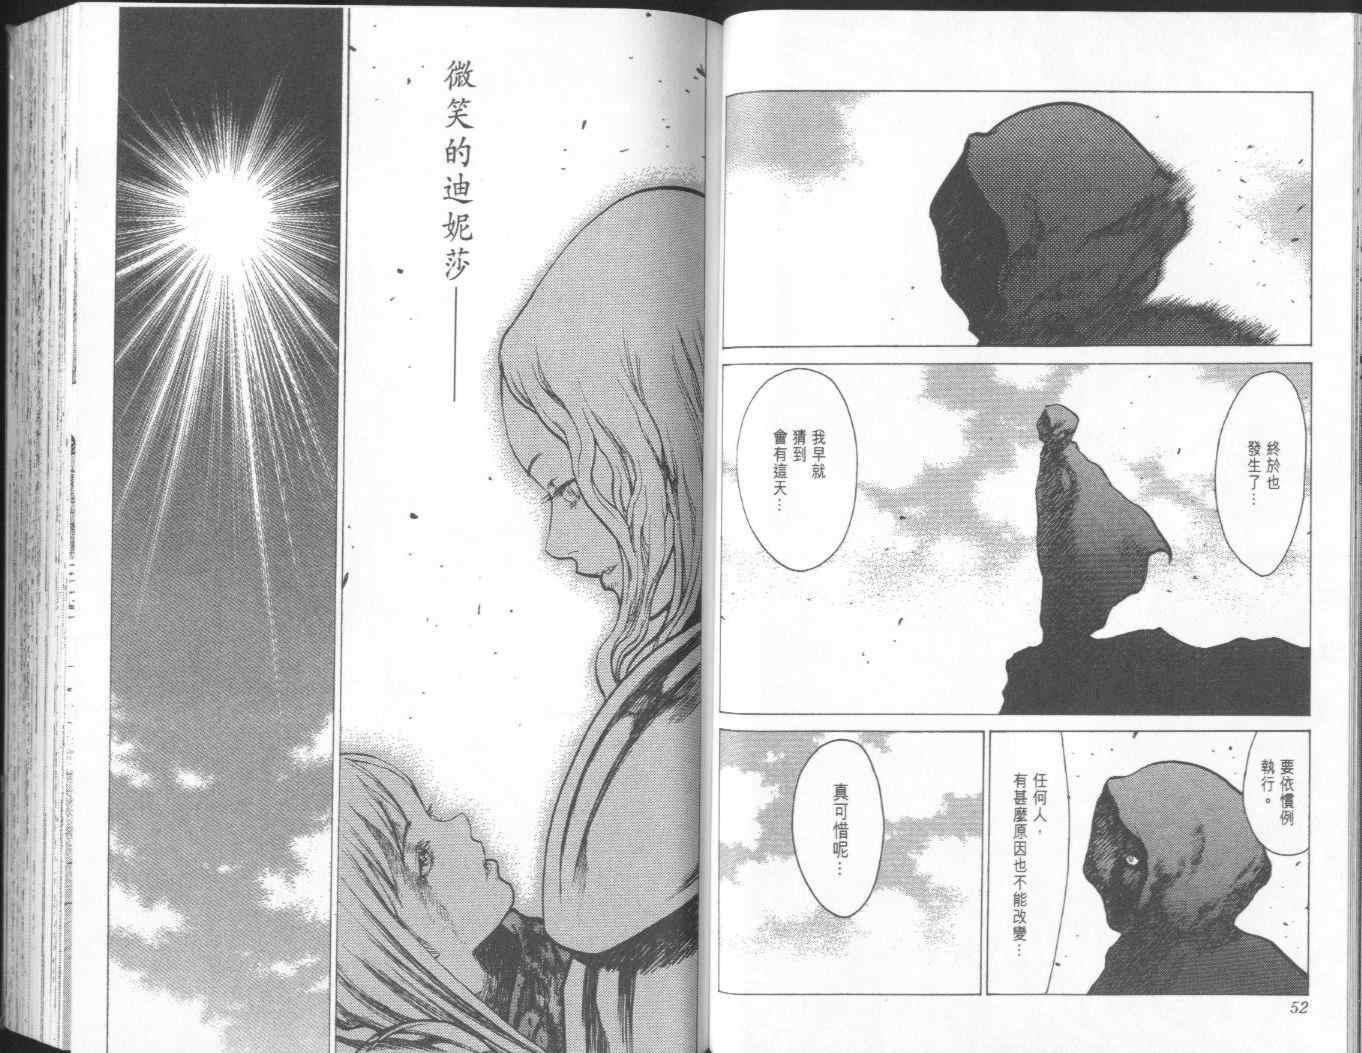 終於也
發生了…
我早就
猜到
會有這天…
要依慣例
執行。
任何人，
有甚麼原因也不能改變…
真可惜呢…
52
微笑的迪妮莎──